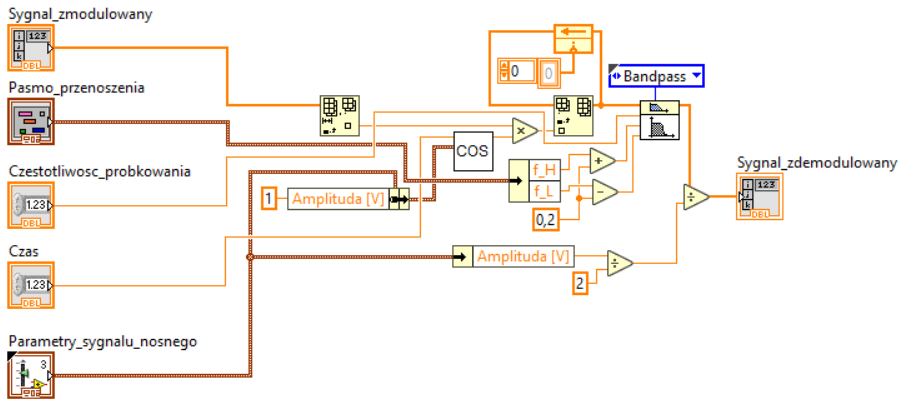 Sygnal_zmodulowany
123
DBL
Pasmo_przenoszenia
Czestotliwosc_probkowania
1.23
DBL
Czas
1.23
DBL
Parametry_sygnalu_nosnego
3
1
Amplituda [V]
COS
0
0
Bandpass
f_H
f_L
0,2
Amplituda [V]
2
Sygnal_zdemodulowany
123
DBL